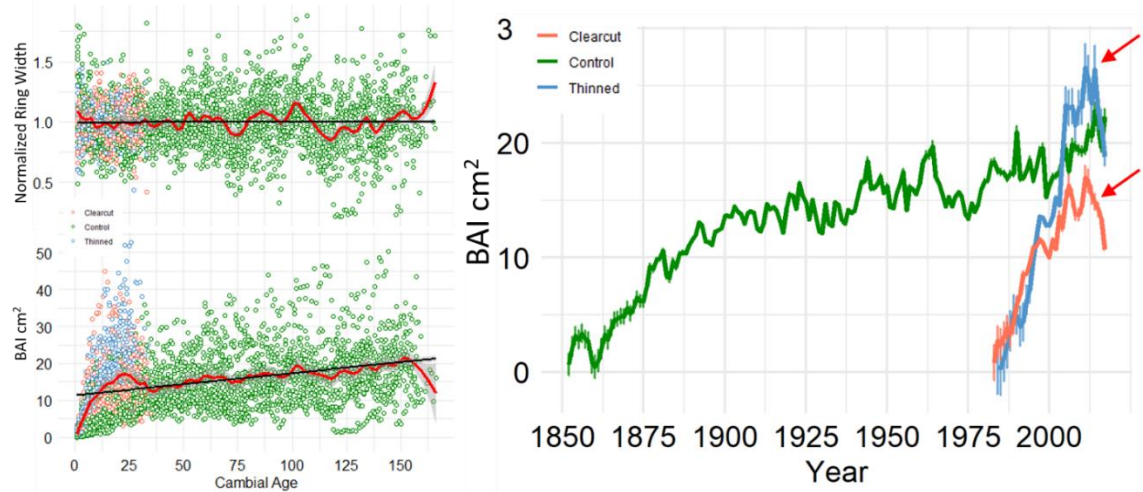 Normalized Ring Width
1.5
1.0
0.5
Clearcut
Control
Thinned
BAI cm²
50
40
30
20
10
0
0 25 50 75 100 125 150
Cambial Age
BAI cm²
3
20
10
0
Clearcut
Control
Thinned
1850 1875 1900 1925 1950 1975 2000
Year